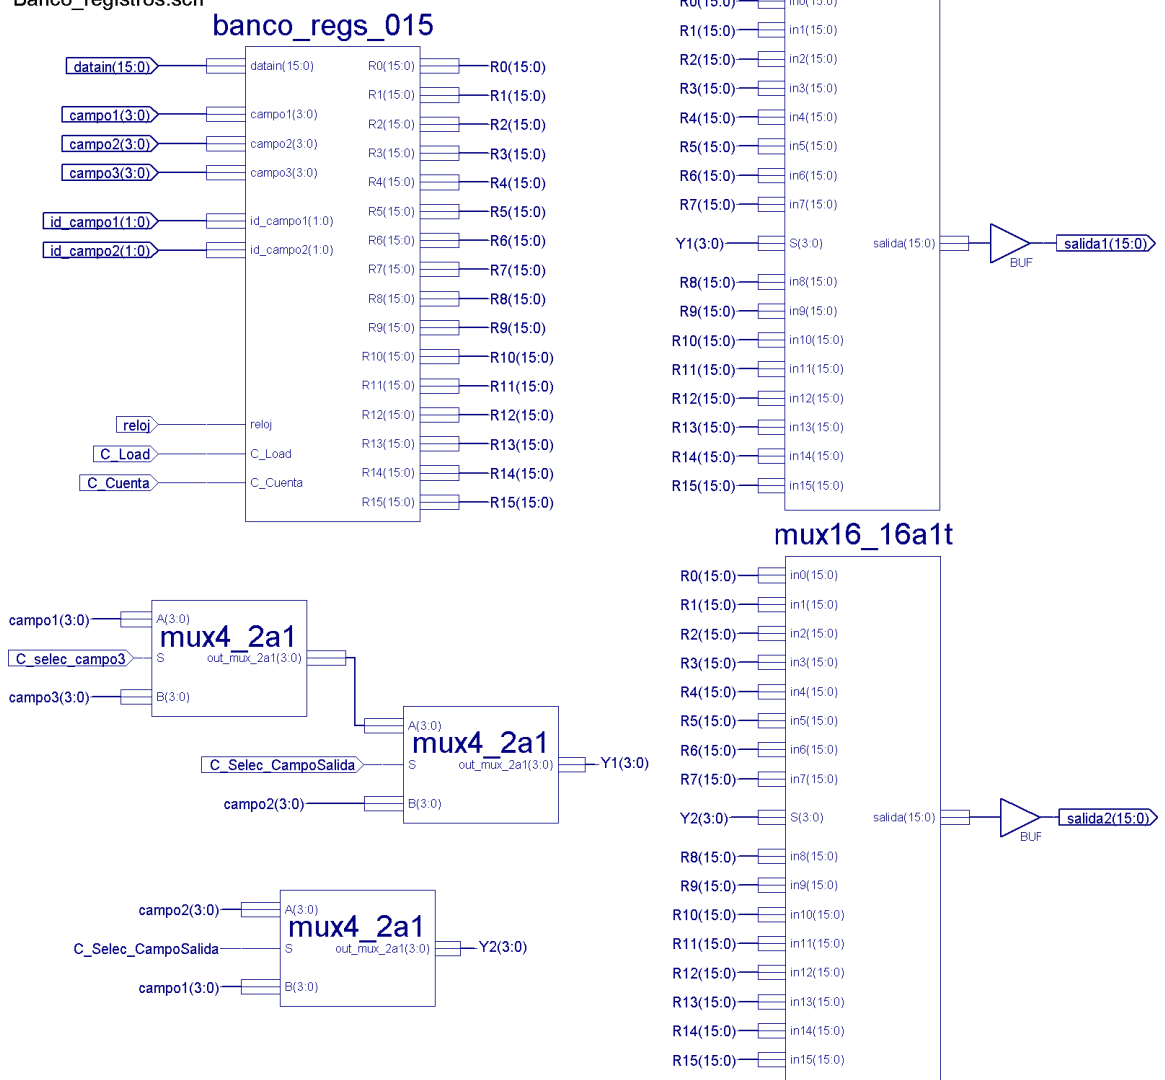 Banco_registros.sch
banco_regs_015
datain(15:0)
campo1(3:0)
campo2(3:0)
campo3(3:0)
id_campo1(1:0)
id_campo2(1:0)
reloj
C_Load
C_Cuenta
datain(15:0)
campo1(3:0)
campo2(3:0)
campo3(3:0)
id_campo1(1:0)
id_campo2(1:0)
reloj
C_Load
C_Cuenta
R0(15:0)
R1(15:0)
R2(15:0)
R3(15:0)
R4(15:0)
R5(15:0)
R6(15:0)
R7(15:0)
R8(15:0)
R9(15:0)
R10(15:0)
R11(15:0)
R12(15:0)
R13(15:0)
R14(15:0)
R15(15:0)
R0(15:0)
R1(15:0)
R2(15:0)
R3(15:0)
R4(15:0)
R5(15:0)
R6(15:0)
R7(15:0)
R8(15:0)
R9(15:0)
R10(15:0)
R11(15:0)
R12(15:0)
R13(15:0)
R14(15:0)
R15(15:0)
R0(15:0)
R1(15:0)
R2(15:0)
R3(15:0)
R4(15:0)
R5(15:0)
R6(15:0)
R7(15:0)
Y1(3:0)
R8(15:0)
R9(15:0)
R10(15:0)
R11(15:0)
R12(15:0)
R13(15:0)
R14(15:0)
R15(15:0)
in0(15:0)
in1(15:0)
in2(15:0)
in3(15:0)
in4(15:0)
in5(15:0)
in6(15:0)
in7(15:0)
S(3:0)
in8(15:0)
in9(15:0)
in10(15:0)
in11(15:0)
in12(15:0)
in13(15:0)
in14(15:0)
in15(15:0)
salida(15:0)
BUF
salida1(15:0)
campo1(3:0)
C_selec_campo3
campo3(3:0)
A(3:0)
mux4_2a1
S
out_mux_2a1(3:0)
B(3:0)
C_Selec_CampoSalida
campo2(3:0)
A(3:0)
mux4_2a1
S
out_mux_2a1(3:0)
B(3:0)
Y1(3:0)
campo2(3:0)
C_Selec_CampoSalida
campo1(3:0)
A(3:0)
mux4_2a1
S
out_mux_2a1(3:0)
B(3:0)
Y2(3:0)
mux16_16a1t
R0(15:0)
R1(15:0)
R2(15:0)
R3(15:0)
R4(15:0)
R5(15:0)
R6(15:0)
R7(15:0)
Y2(3:0)
R8(15:0)
R9(15:0)
R10(15:0)
R11(15:0)
R12(15:0)
R13(15:0)
R14(15:0)
R15(15:0)
in0(15:0)
in1(15:0)
in2(15:0)
in3(15:0)
in4(15:0)
in5(15:0)
in6(15:0)
in7(15:0)
S(3:0)
in8(15:0)
in9(15:0)
in10(15:0)
in11(15:0)
in12(15:0)
in13(15:0)
in14(15:0)
in15(15:0)
salida(15:0)
BUF
salida2(15:0)